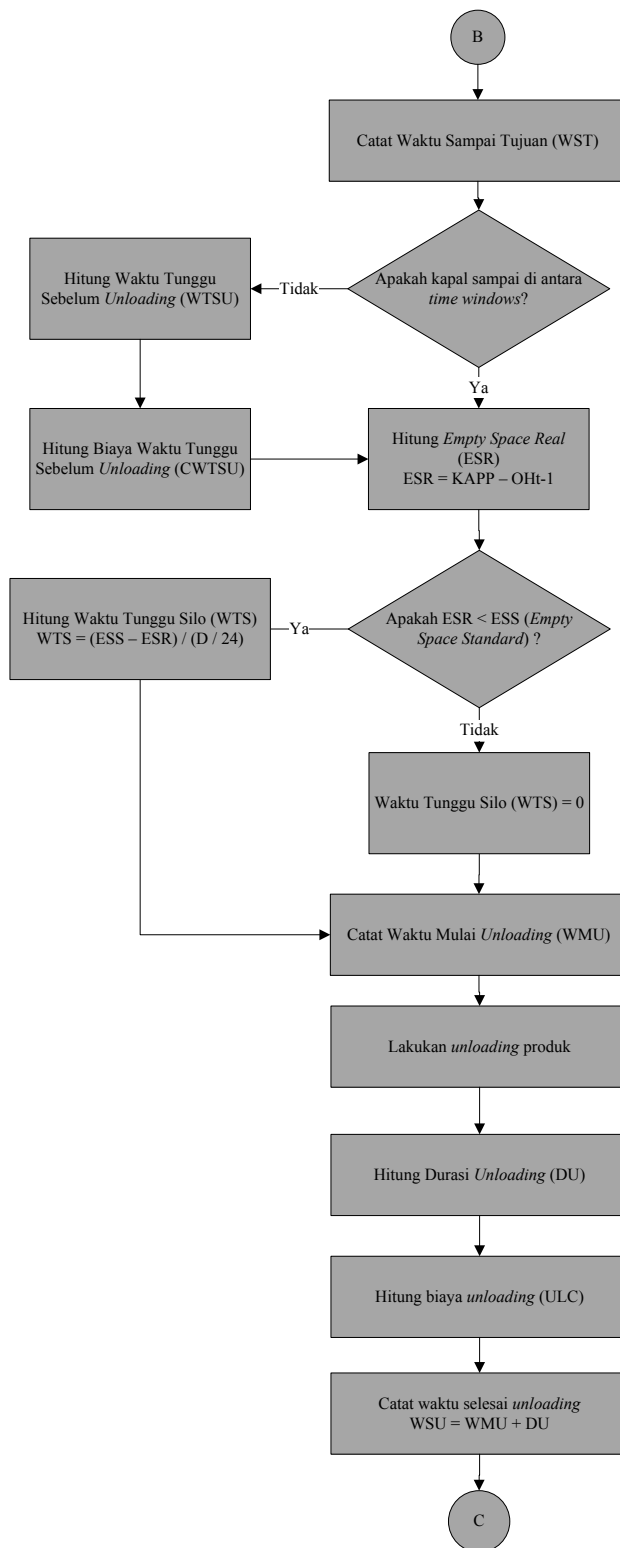 B
Catat Waktu Sampai Tujuan (WST)
Apakah kapal sampai di antara
time windows?
Tidak
Hitung Waktu Tunggu
Sebelum Unloading (WTSU)
Hitung Biaya Waktu Tunggu
Sebelum Unloading (CWTSU)
Ya
Hitung Empty Space Real
(ESR)
ESR = KAPP – OHt-1
Apakah ESR < ESS (Empty
Space Standard) ?
Ya
Hitung Waktu Tunggu Silo (WTS)
WTS = (ESS – ESR) / (D / 24)
Tidak
Waktu Tunggu Silo (WTS) = 0
Catat Waktu Mulai Unloading (WMU)
Lakukan unloading produk
Hitung Durasi Unloading (DU)
Hitung biaya unloading (ULC)
Catat waktu selesai unloading
WSU = WMU + DU
C